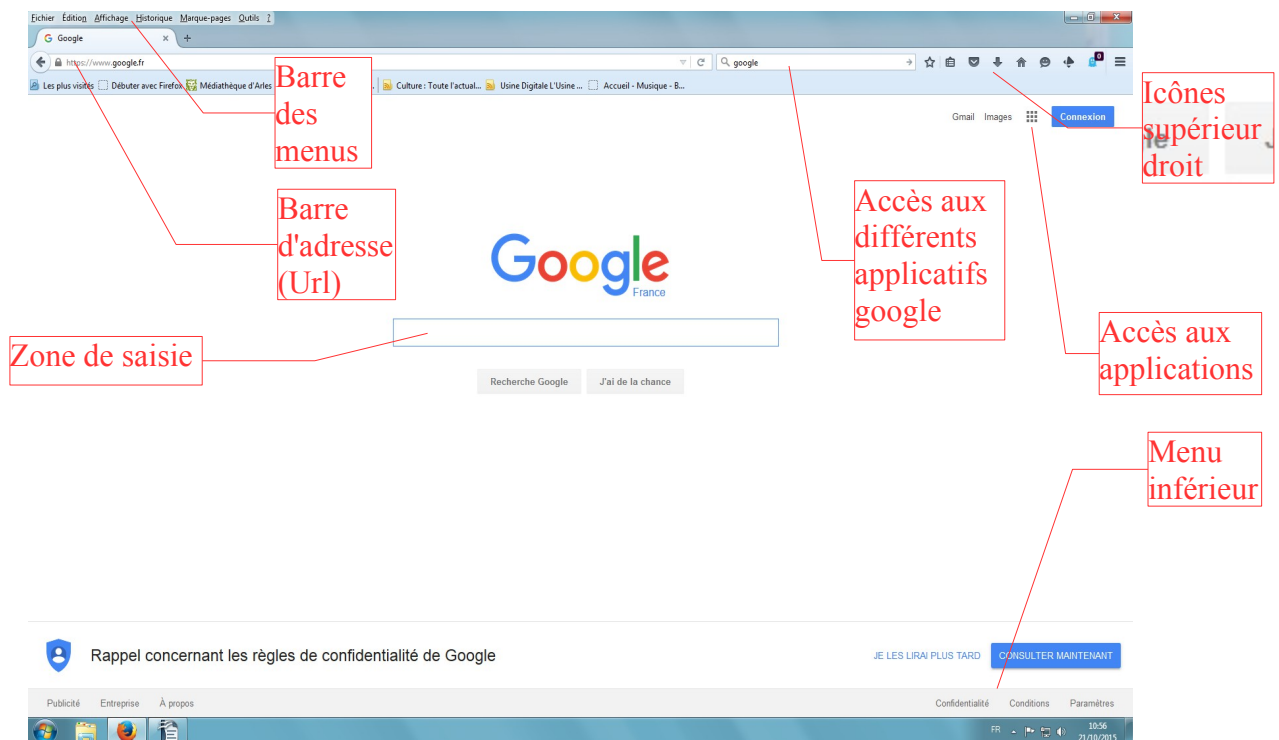 Fichier Édition Affichage Historique Marque-pages Outils ?
Google × +
https://www.google.fr
google
Les plus visités Débuter avec Firefox Médiathèque d'Arles Culture : Toute l'actual... Usine Digitale L'Usine ... Accueil - Musique - B...
0
Barre
des
menus
Icônes
supérieur
droit
Gmail Images Connexion
Barre
d'adresse
(Url)
Accès aux
différents
applicatifs
google
Google
France
Zone de saisie
Accès aux
applications
Recherche Google J'ai de la chance
Menu
inférieur
Rappel concernant les règles de confidentialité de Google
JE LES LIRAI PLUS TARD CONSULTER MAINTENANT
Publicité Entreprise À propos Confidentialité Conditions Paramètres
FR 10:56
21/10/2015